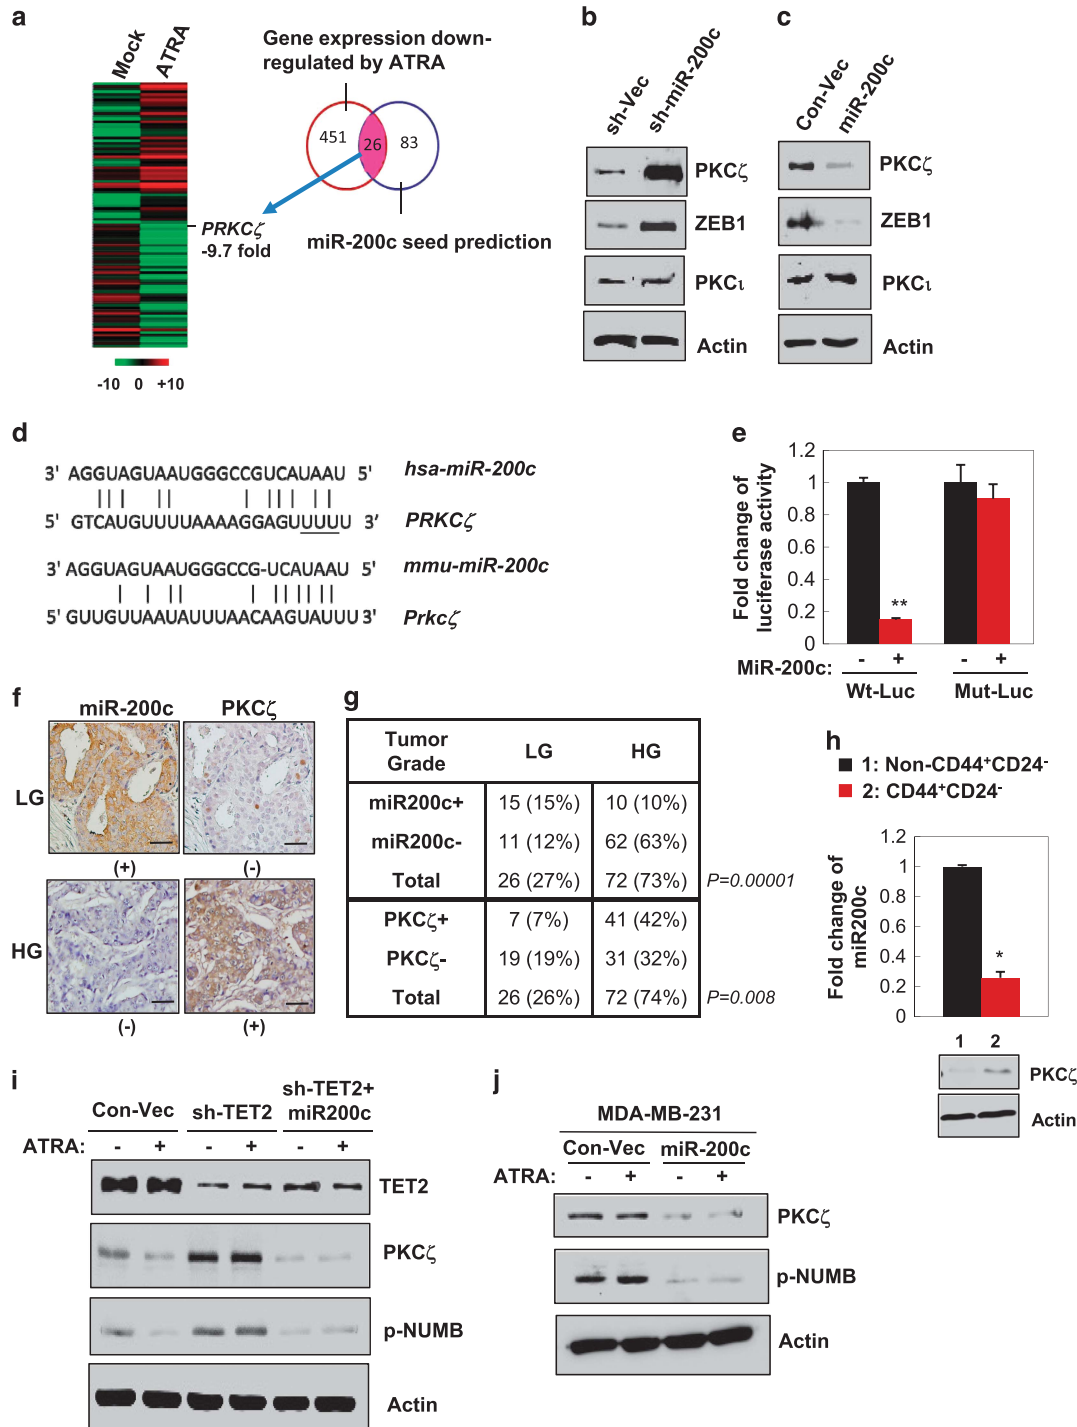 a
Mock
ATRA
Gene expression down-
regulated by ATRA
451
26
83
PRKCζ
-9.7 fold
miR-200c seed prediction
-10 0 +10
b
sh-Vec
sh-miR-200c
PKCζ
ZEB1
PKCι
Actin
c
Con-Vec
miR-200c
PKCζ
ZEB1
PKCι
Actin
d
3' AGGUAGUAAUGGGCCGUCAUAAU 5' hsa-miR-200c
5' GTCAUGUUUUAAAAGGAGUUUUU 3' PRKCζ
3' AGGUAGUAAUGGGCCG-UCAUAAU 5' mmu-miR-200c
5' GUUGUUAAUAUUUAACAAGUAUUU 3' Prkcζ
e
Fold change of
luciferase activity
1.2
1
0.8
0.6
0.4
0.2
0
**
MiR-200c: - + - +
Wt-Luc Mut-Luc
f
miR-200c PKCζ
LG
(+) (-)
HG
(-) (+)
g
Tumor
Grade LG HG
miR200c+ 15 (15%) 10 (10%)
miR200c- 11 (12%) 62 (63%)
Total 26 (27%) 72 (73%) P=0.00001
PKCζ+ 7 (7%) 41 (42%)
PKCζ- 19 (19%) 31 (32%)
Total 26 (26%) 72 (74%) P=0.008
h
1: Non-CD44+CD24-
2: CD44+CD24-
Fold change of
miR200c
1.2
1
0.8
0.6
0.4
0.2
0
*
1 2
PKCζ
Actin
i
Con-Vec sh-TET2 sh-TET2+
miR200c
ATRA: - + - + - +
TET2
PKCζ
p-NUMB
Actin
j
MDA-MB-231
Con-Vec miR-200c
ATRA: - + - +
PKCζ
p-NUMB
Actin